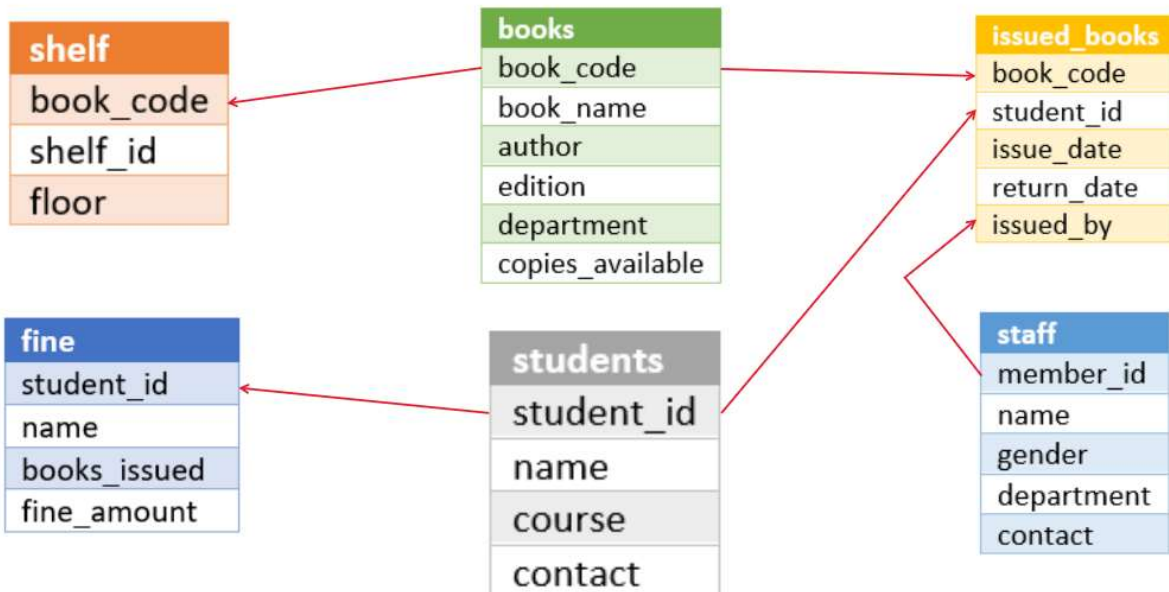 shelf
book_code
shelf_id
floor
books
book_code
book_name
author
edition
department
copies_available
issued_books
book_code
student_id
issue_date
return_date
issued_by
fine
student_id
name
books_issued
fine_amount
students
student_id
name
course
contact
staff
member_id
name
gender
department
contact